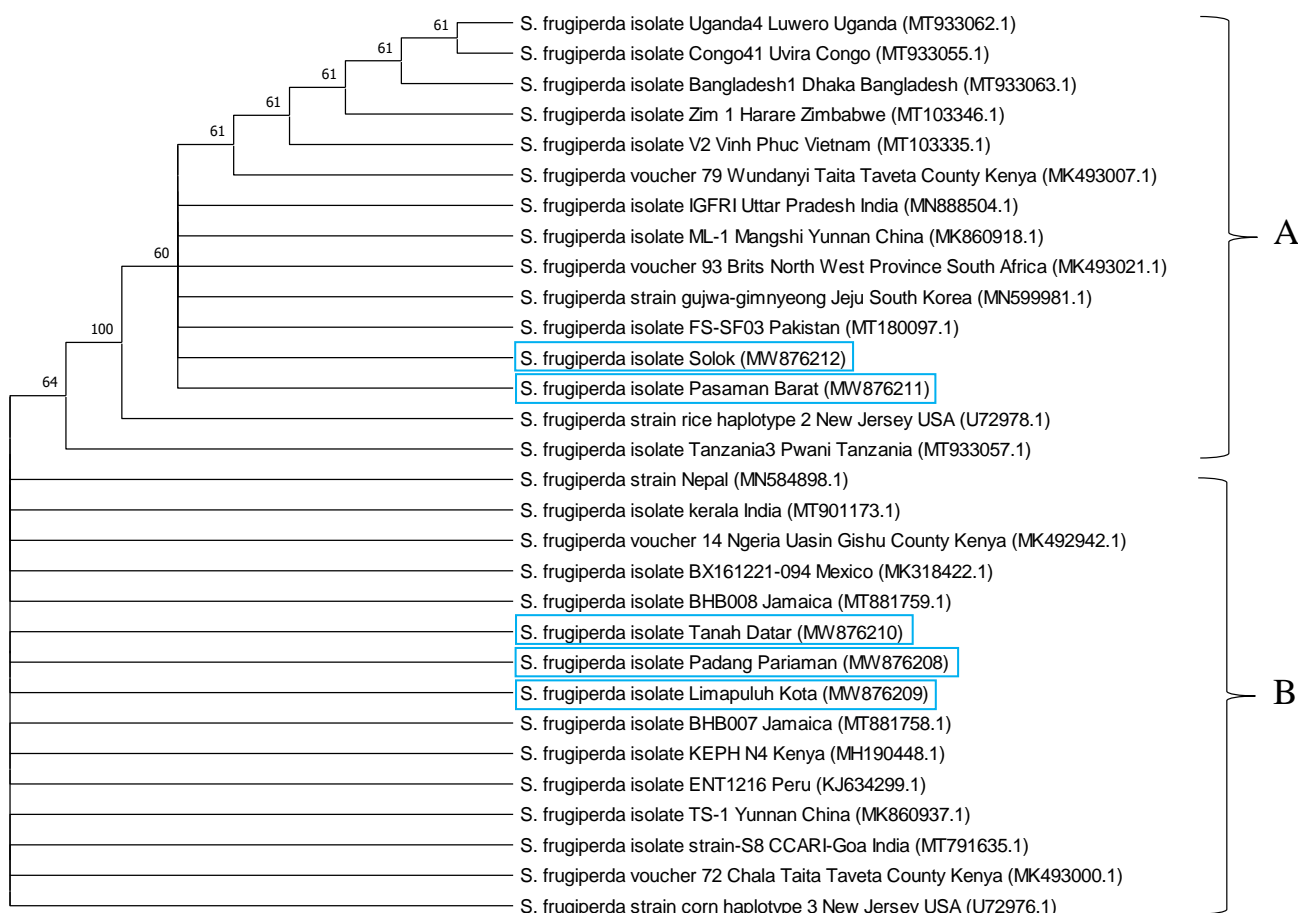 61
S. frugiperda isolate Uganda4 Luwero Uganda (MT933062.1)
61
S. frugiperda isolate Congo41 Uvira Congo (MT933055.1)
61
S. frugiperda isolate Bangladesh1 Dhaka Bangladesh (MT933063.1)
61
S. frugiperda isolate Zim 1 Harare Zimbabwe (MT103346.1)
61
S. frugiperda isolate V2 Vinh Phuc Vietnam (MT103335.1)
S. frugiperda voucher 79 Wundanyi Taita Taveta County Kenya (MK493007.1)
S. frugiperda isolate IGFRI Uttar Pradesh India (MN888504.1)
S. frugiperda isolate ML-1 Mangshi Yunnan China (MK860918.1)
A
60
S. frugiperda voucher 93 Brits North West Province South Africa (MK493021.1)
S. frugiperda strain gujwa-gimnyeong Jeju South Korea (MN599981.1)
100
S. frugiperda isolate FS-SF03 Pakistan (MT180097.1)
S. frugiperda isolate Solok (MW876212)
64
S. frugiperda isolate Pasaman Barat (MW876211)
S. frugiperda strain rice haplotype 2 New Jersey USA (U72978.1)
S. frugiperda isolate Tanzania3 Pwani Tanzania (MT933057.1)
S. frugiperda strain Nepal (MN584898.1)
S. frugiperda isolate kerala India (MT901173.1)
S. frugiperda voucher 14 Ngeria Uasin Gishu County Kenya (MK492942.1)
S. frugiperda isolate BX161221-094 Mexico (MK318422.1)
S. frugiperda isolate BHB008 Jamaica (MT881759.1)
S. frugiperda isolate Tanah Datar (MW876210)
S. frugiperda isolate Padang Pariaman (MW876208)
S. frugiperda isolate Limapuluh Kota (MW876209)
B
S. frugiperda isolate BHB007 Jamaica (MT881758.1)
S. frugiperda isolate KEPH N4 Kenya (MH190448.1)
S. frugiperda isolate ENT1216 Peru (KJ634299.1)
S. frugiperda isolate TS-1 Yunnan China (MK860937.1)
S. frugiperda isolate strain-S8 CCARI-Goa India (MT791635.1)
S. frugiperda voucher 72 Chala Taita Taveta County Kenya (MK493000.1)
S. frugiperda strain corn haplotype 3 New Jersey USA (U72976.1)